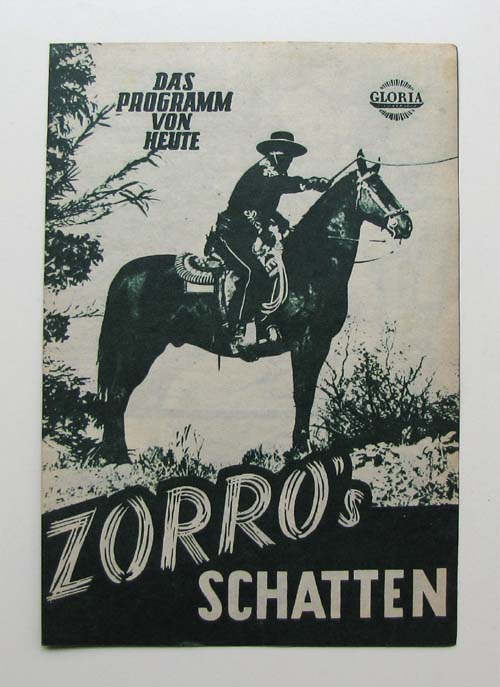 DAS
PROGRAMM
VON
HEUTE
GLORIA
ZORRO's
SCHATTEN